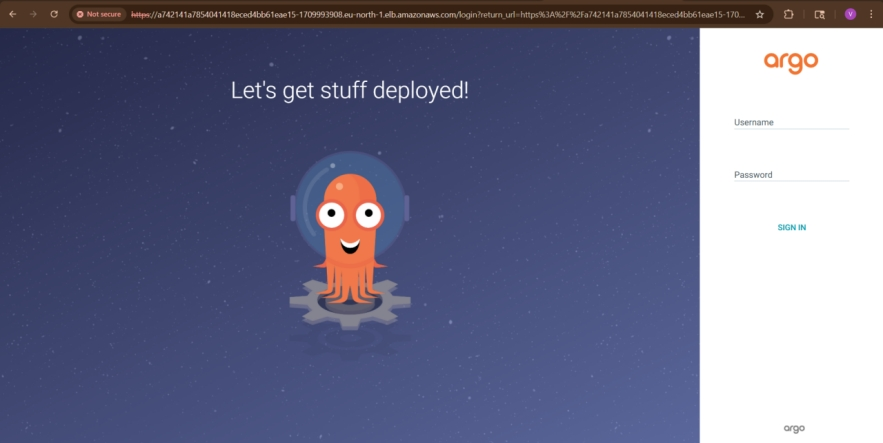 Not secure
https://a742141a7854041418eced4bb61eae15-1709993908.eu-north-1.elb.amazonaws.com/login?return_url=https%3A%2F%2Fa742141a7854041418eced4bb61eae15-170...
V
Let's get stuff deployed!
argo
Username
Password
SIGN IN
argo